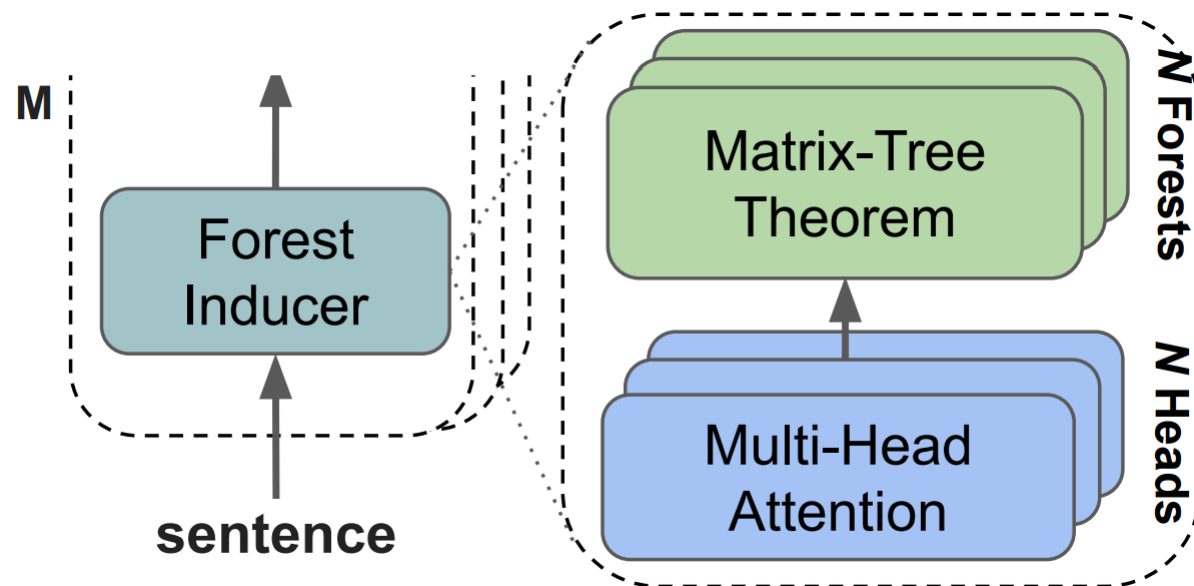 M
Forest
Inducer
sentence
Matrix-Tree
Theorem
N Forests
Multi-Head
Attention
N Heads